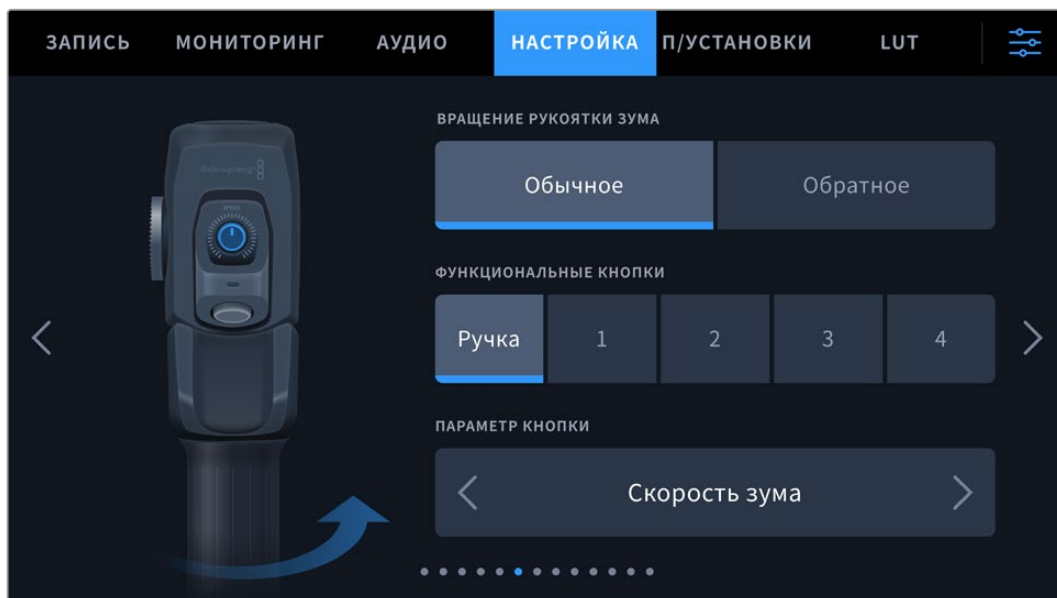 ЗАПИСЬ МОНИТОРИНГ АУДИО НАСТРОЙКА П/УСТАНОВКИ LUT
ВРАЩЕНИЕ РУКОЯТКИ ЗУМА
Обычное Обратное
ФУНКЦИОНАЛЬНЫЕ КНОПКИ
Ручка 1 2 3 4
ПАРАМЕТР КНОПКИ
Скорость зума